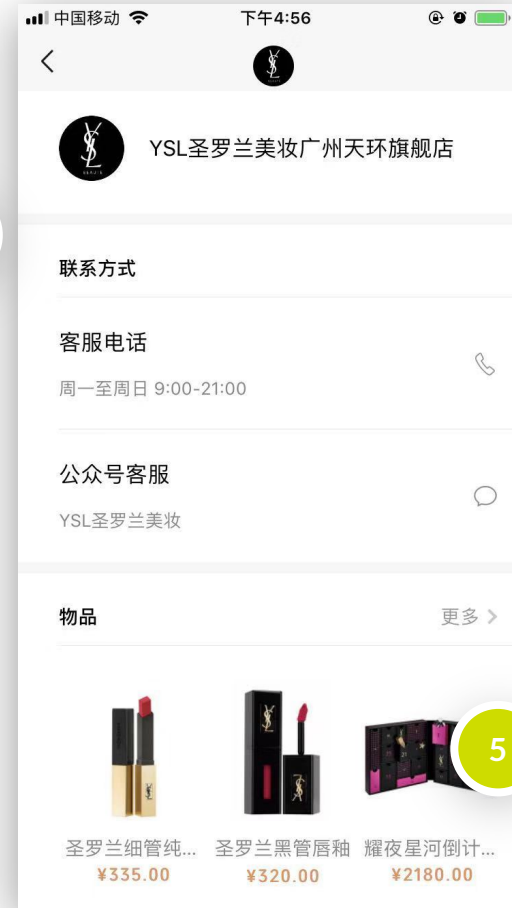 中国移动 下午4:56
YSL圣罗兰美妆广州天环旗舰店
联系方式
客服电话
周一至周日 9:00-21:00
公众号客服
YSL圣罗兰美妆
物品 更多
5
圣罗兰细管纯... 圣罗兰黑管唇釉 耀夜星河倒计...
¥335.00 ¥320.00 ¥2180.00